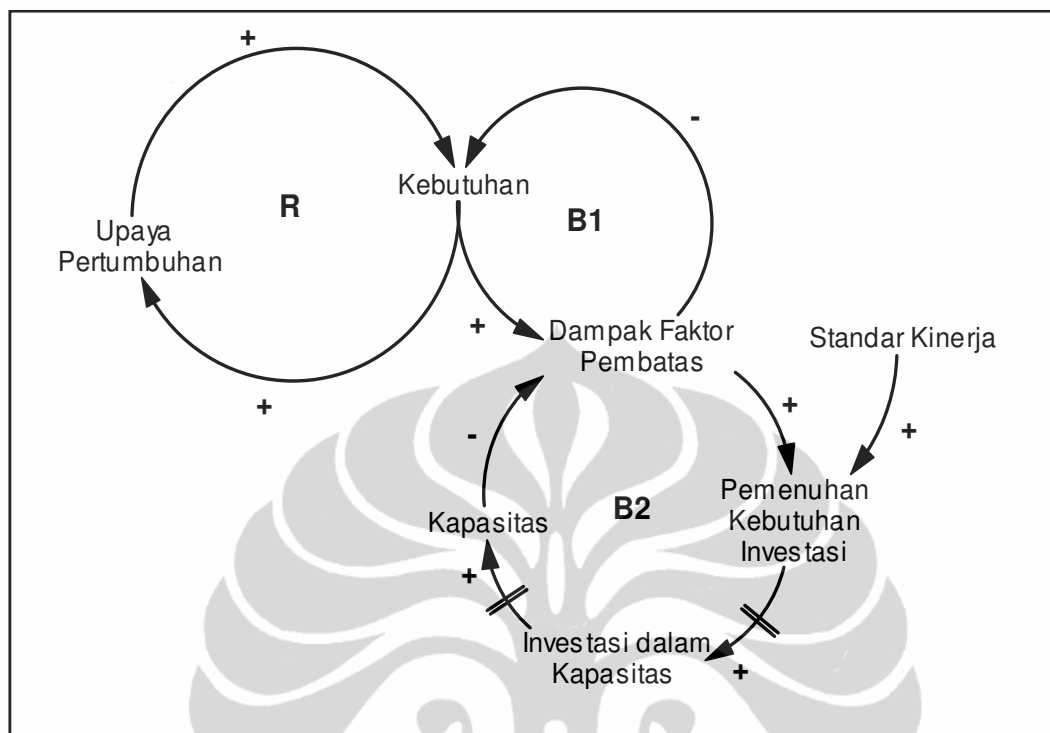 +
-
Kebutuhan
R
B1
Upaya
Pertumbuhan
+
Dampak Faktor
Pembatas
Standar Kinerja
+
+
+
-
Pemenuhan
Kebutuhan
Investasi
Kapasitas
B2
+
Investasi dalam
Kapasitas
+